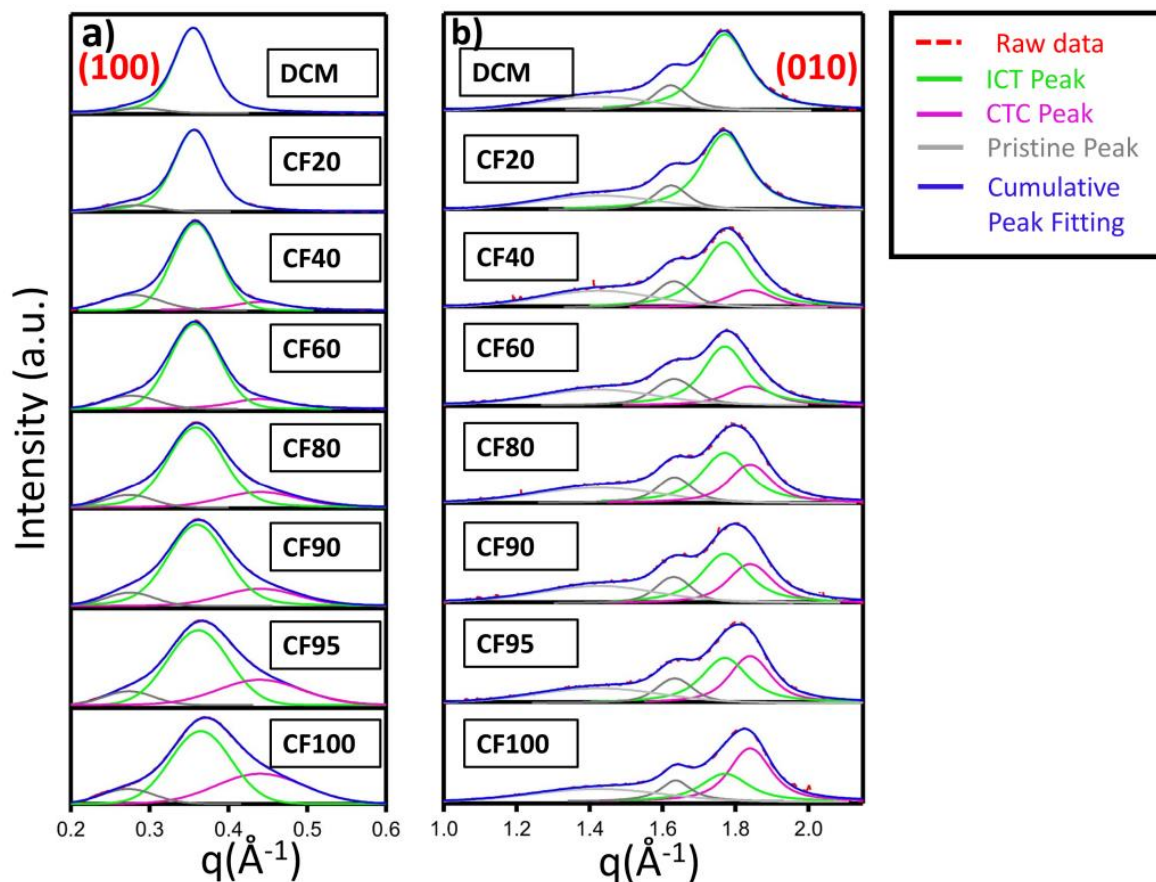 a)
(100)
DCM
CF20
CF40
CF60
CF80
CF90
CF95
CF100
0.2 0.3 0.4 0.5 0.6
q(Å-1)
Intensity (a.u.)
b)
(010)
DCM
CF20
CF40
CF60
CF80
CF90
CF95
CF100
1.0 1.2 1.4 1.6 1.8 2.0
q(Å-1)
Raw data
ICT Peak
CTC Peak
Pristine Peak
Cumulative
Peak Fitting